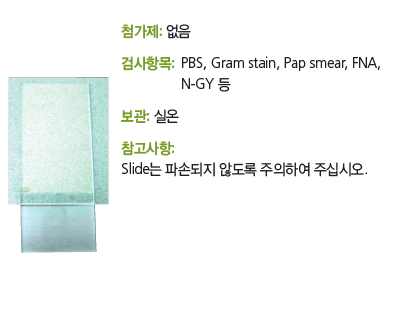 첨가제: 없음
검사항목: PBS, Gram stain, Pap smear, FNA,
N-GY 등
보관: 실온
참고사항:
Slide는 파손되지 않도록 주의하여 주십시오.